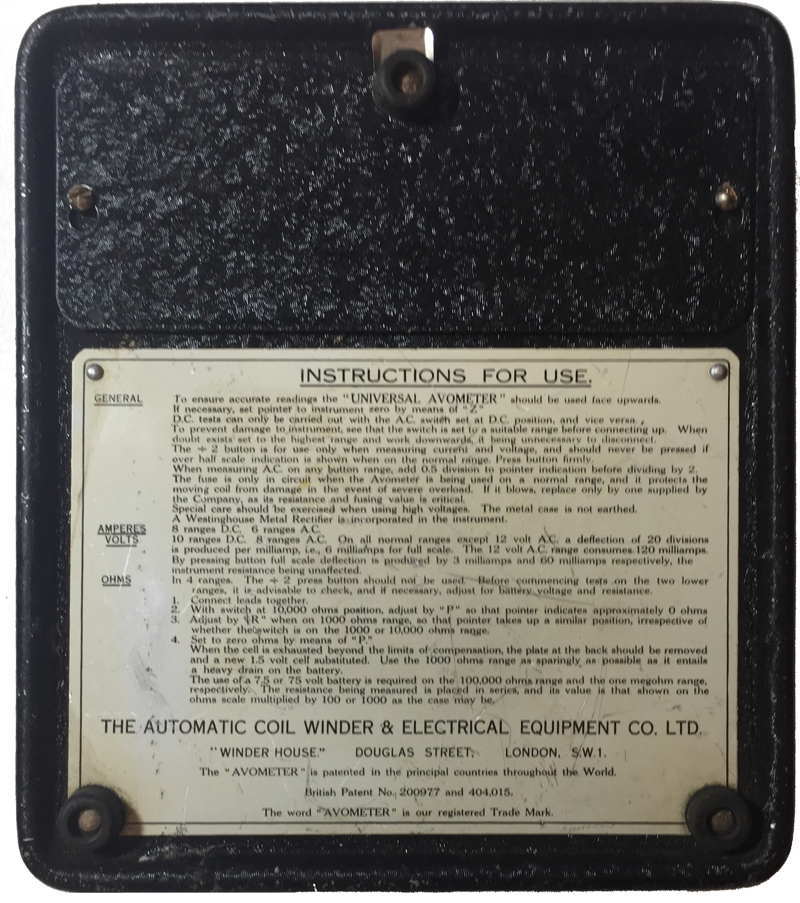 INSTRUCTIONS FOR USE.
GENERAL To ensure accurate readings the "UNIVERSAL AVOMETER" should be used face upwards.
If necessary, set pointer to instrument zero by means of "Z"
D.C. tests can only be carried out with the A.C. switch set at D.C. position, and vice versa.
To prevent damage to instrument, see that the switch is set to a suitable range before connecting up. When
doubt exists set to the highest range and work downwards, it being unnecessary to disconnect.
The ÷ 2 button is for use only when measuring current and voltage, and should never be pressed if
over half scale indication is shown when on the normal range. Press button firmly.
When measuring A.C. on any button range, add 0.5 division to pointer indication before dividing by 2.
The fuse is only in circuit when the Avometer is being used on a normal range, and it protects the
moving coil from damage in the event of severe overload. If it blows, replace only by one supplied by
the Company, as its resistance and fusing value is critical.
Special care should be exercised when using high voltages. The metal case is not earthed.
A Westinghouse Metal Rectifier is incorporated in the instrument.
AMPERES 8 ranges D.C. 6 ranges A.C.
VOLTS 10 ranges D.C. 8 ranges A.C. On all normal ranges except 12 volt A.C. a deflection of 20 divisions
is produced per milliamp, i.e., 6 milliamps for full scale. The 12 volt A.C. range consumes 120 milliamps.
By pressing button full scale deflection is produced by 3 milliamps and 60 milliamps respectively, the
instrument resistance being unaffected.
OHMS In 4 ranges. The ÷ 2 press button should not be used. Before commencing tests on the two lower
ranges, it is advisable to check, and if necessary, adjust for battery voltage and resistance.
1. Connect leads together.
2. With switch at 10,000 ohms position, adjust by "P" so that pointer indicates approximately 0 ohms
3. Adjust by "R" when on 1000 ohms range, so that pointer takes up a similar position, irrespective of
whether the switch is on the 1000 or 10,000 ohms range.
4. Set to zero ohms by means of "P."
When the cell is exhausted beyond the limits of compensation, the plate at the back should be removed
and a new 1.5 volt cell substituted. Use the 1000 ohms range as sparingly as possible as it entails
a heavy drain on the battery.
The use of a 7.5 or 75 volt battery is required on the 100,000 ohms range and the one megohm range,
respectively. The resistance being measured is placed in series, and its value is that shown on the
ohms scale multiplied by 100 or 1000 as the case may be.
THE AUTOMATIC COIL WINDER & ELECTRICAL EQUIPMENT CO. LTD.
"WINDER HOUSE." DOUGLAS STREET, LONDON, S.W.1.
The "AVOMETER" is patented in the principal countries throughout the World.
British Patent No. 200977 and 404,015.
The word "AVOMETER" is our registered Trade Mark.